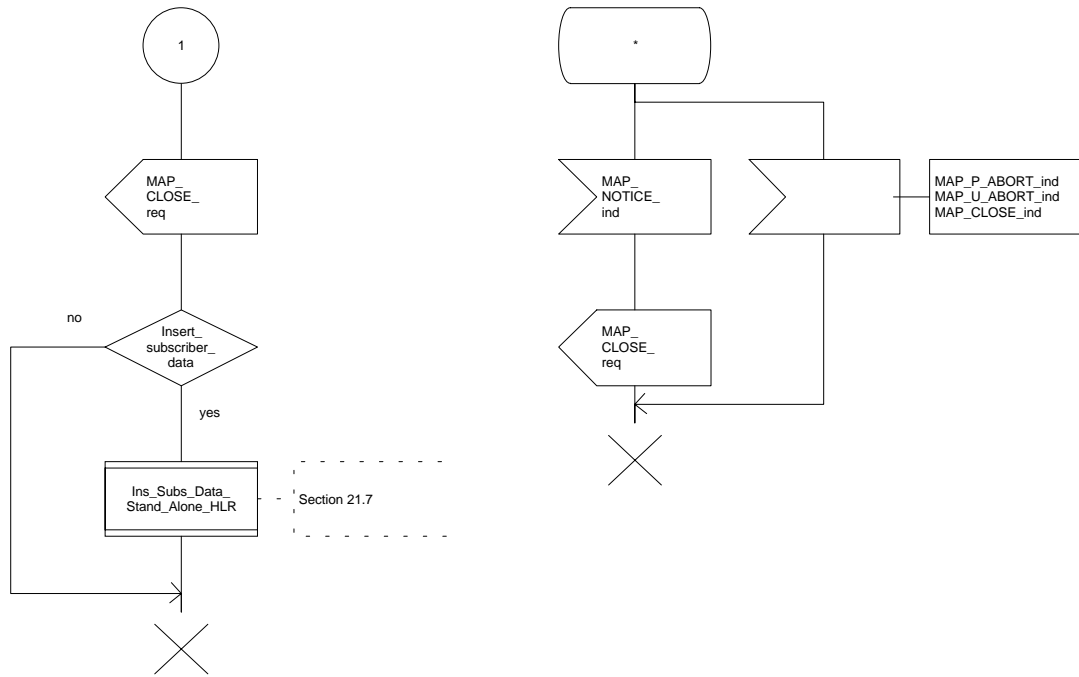 1
MAP_
CLOSE_
req
no
Insert_
subscriber_
data
yes
Ins_Subs_Data_
Stand_Alone_HLR
Section 21.7
*
MAP_
NOTICE_
ind
MAP_P_ABORT_ind
MAP_U_ABORT_ind
MAP_CLOSE_ind
MAP_
CLOSE_
req